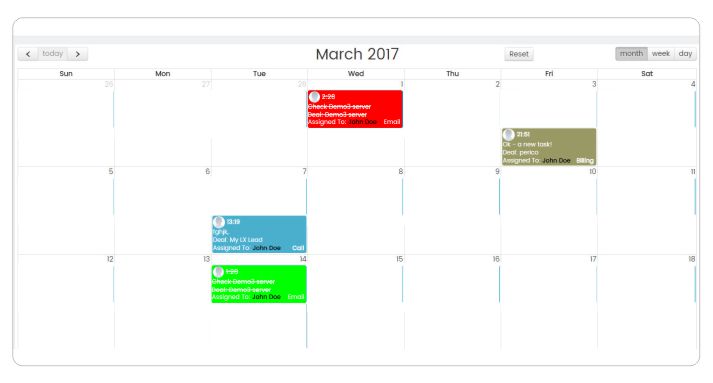 today
March 2017
Reset
month week day
Sun Mon Tue Wed Thu Fri Sat
26 27 28 1 2 3 4
2:26
Check Demo3 server
Deal: Demo3 server
Assigned To: John Doe Email
21:51
Ok - a new task!
Deal: perico
Assigned To: John Doe Billing
5 6 7 8 9 10 11
13:19
fghjk,
Deal: My LX Lead
Assigned To: John Doe Call
12 13 14 15 16 17 18
1:20
Check Demo3 server
Deal: Demo3 server
Assigned To: John Doe Email